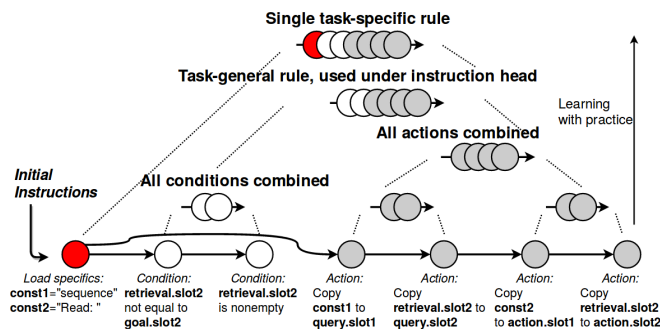 Single task-specific rule
Task-general rule, used under instruction head
Learning
with practice
All actions combined
Initial
Instructions
All conditions combined
Load specifics:
const1="sequence"
const2="Read: "
Condition:
retrieval.slot2
not equal to
goal.slot2
Condition:
retrieval.slot2
is nonempty
Action:
Copy
const1 to
query.slot1
Action:
Copy
retrieval.slot2 to
query.slot2
Action:
Copy
const2
to action.slot1
Action:
Copy
retrieval.slot2
to action.slot2